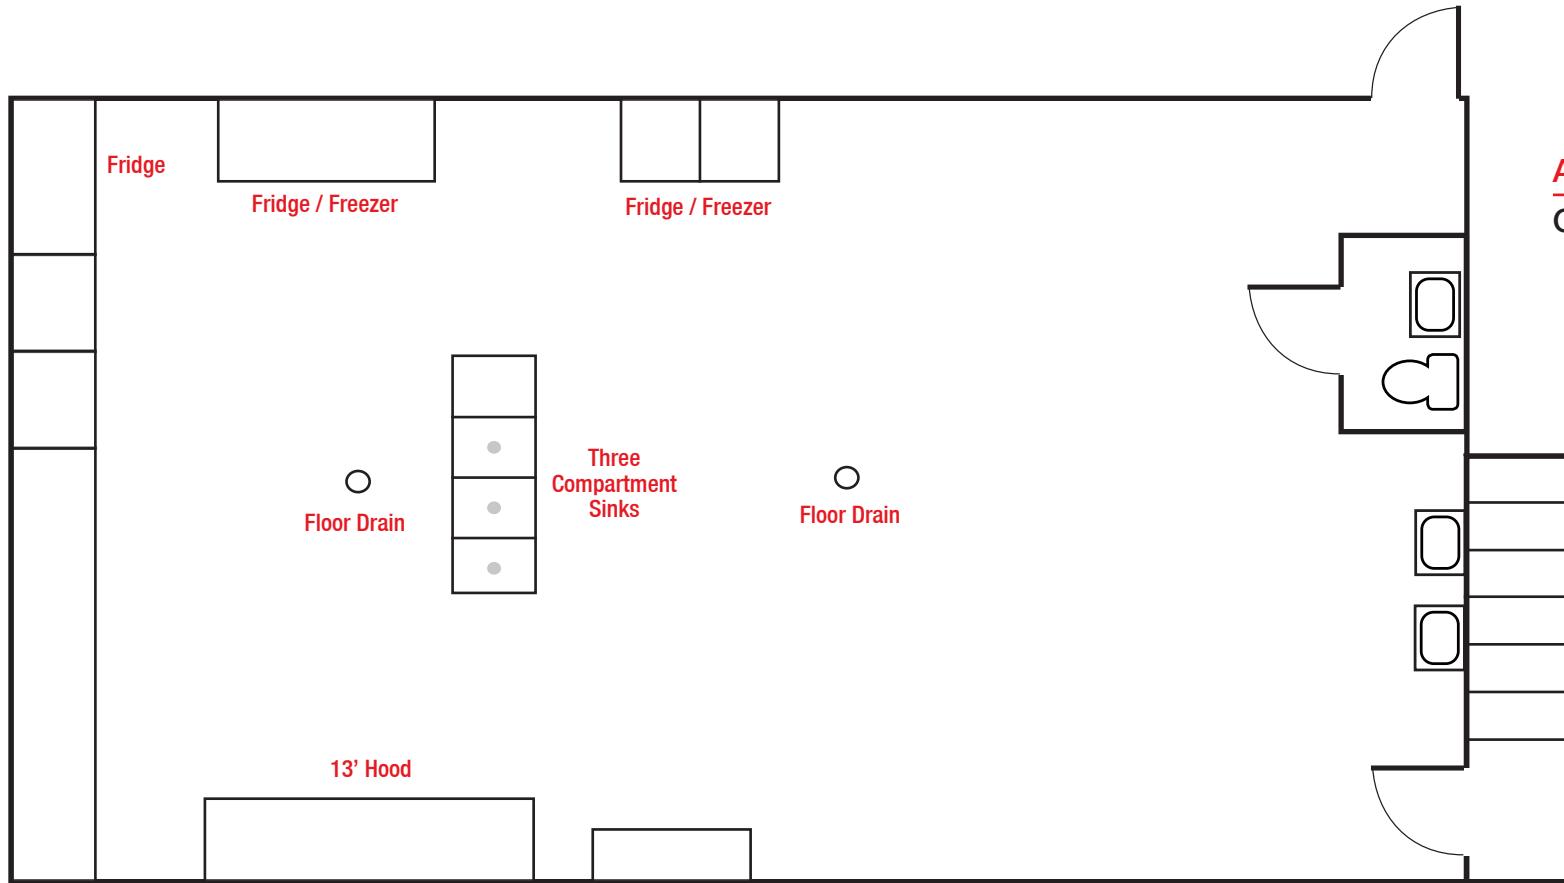 Fridge
Fridge / Freezer
Fridge / Freezer
Three
Compartment
Sinks
Floor Drain
Floor Drain
13’ Hood